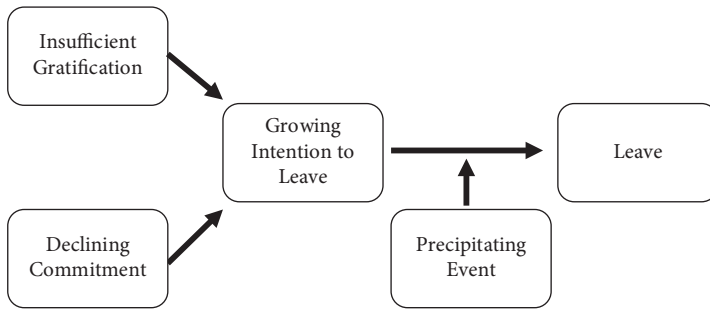 Insufficient
Gratification
Growing
Intention to
Leave
Leave
Declining
Commitment
Precipitating
Event